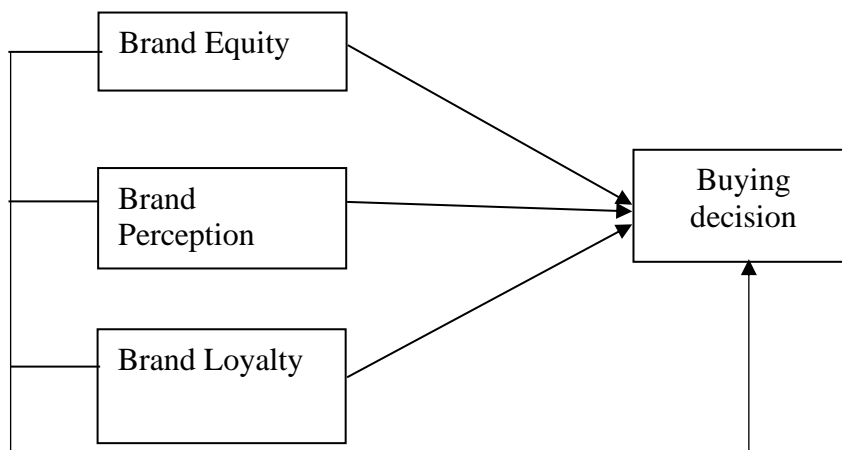 Brand Equity
Brand
Perception
Brand Loyalty
Buying
decision